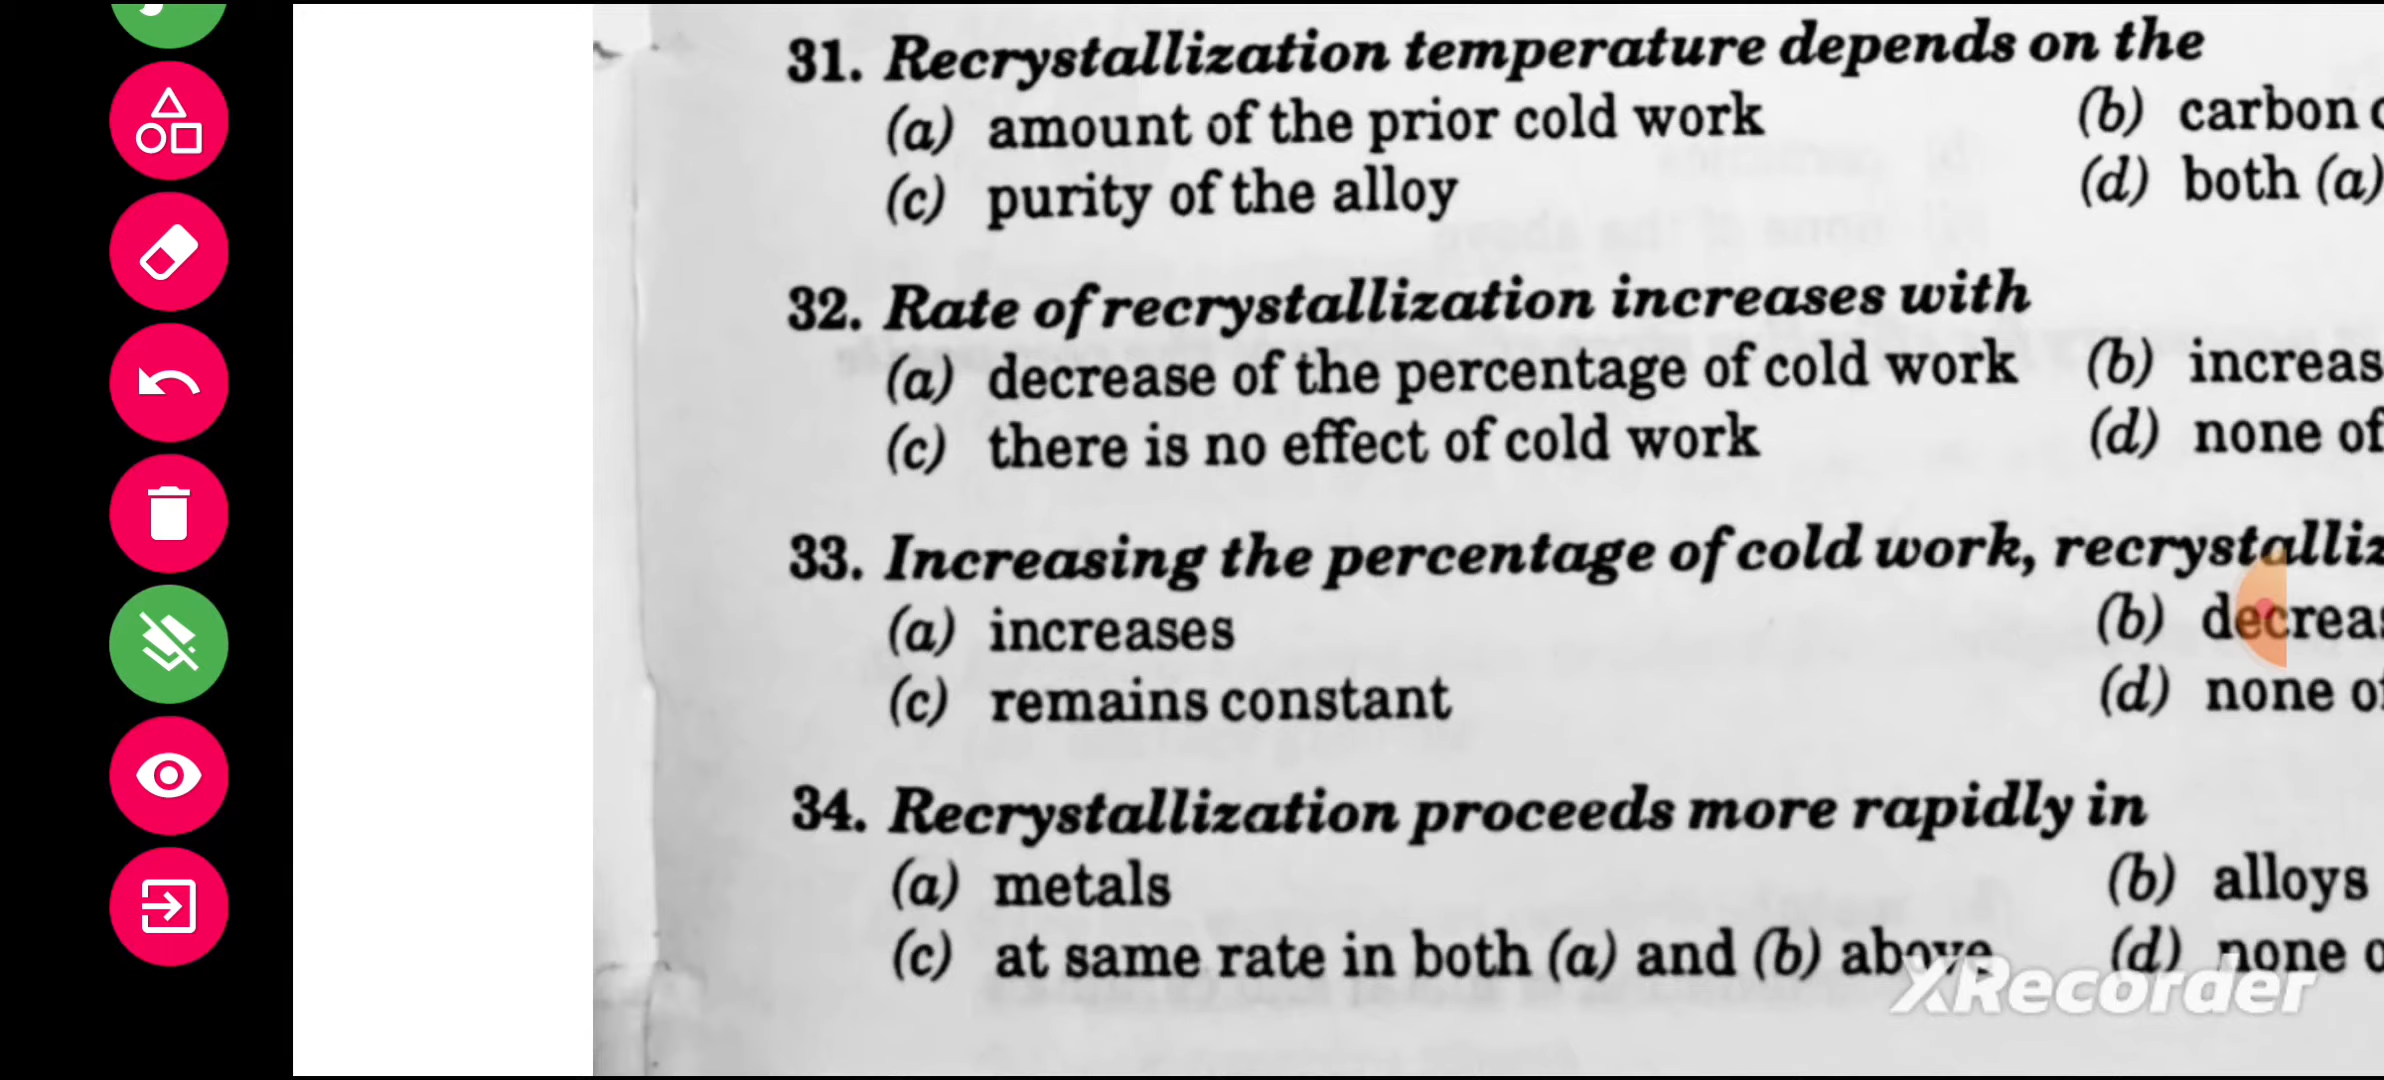 31. Recrystallization temperature depends on the
(a) amount of the prior cold work (b) carbon
(c) purity of the alloy (d) both (a)
32. Rate of recrystallization increases with
(a) decrease of the percentage of cold work (b) increas
(c) there is no effect of cold work (d) none of
33. Increasing the percentage of cold work, recrystalliz
(a) increases (b) decreas
(c) remains constant (d) none of
34. Recrystallization proceeds more rapidly in
(a) metals (b) alloys
(c) at same rate in both (a) and (b) above (d) none
XRecorder